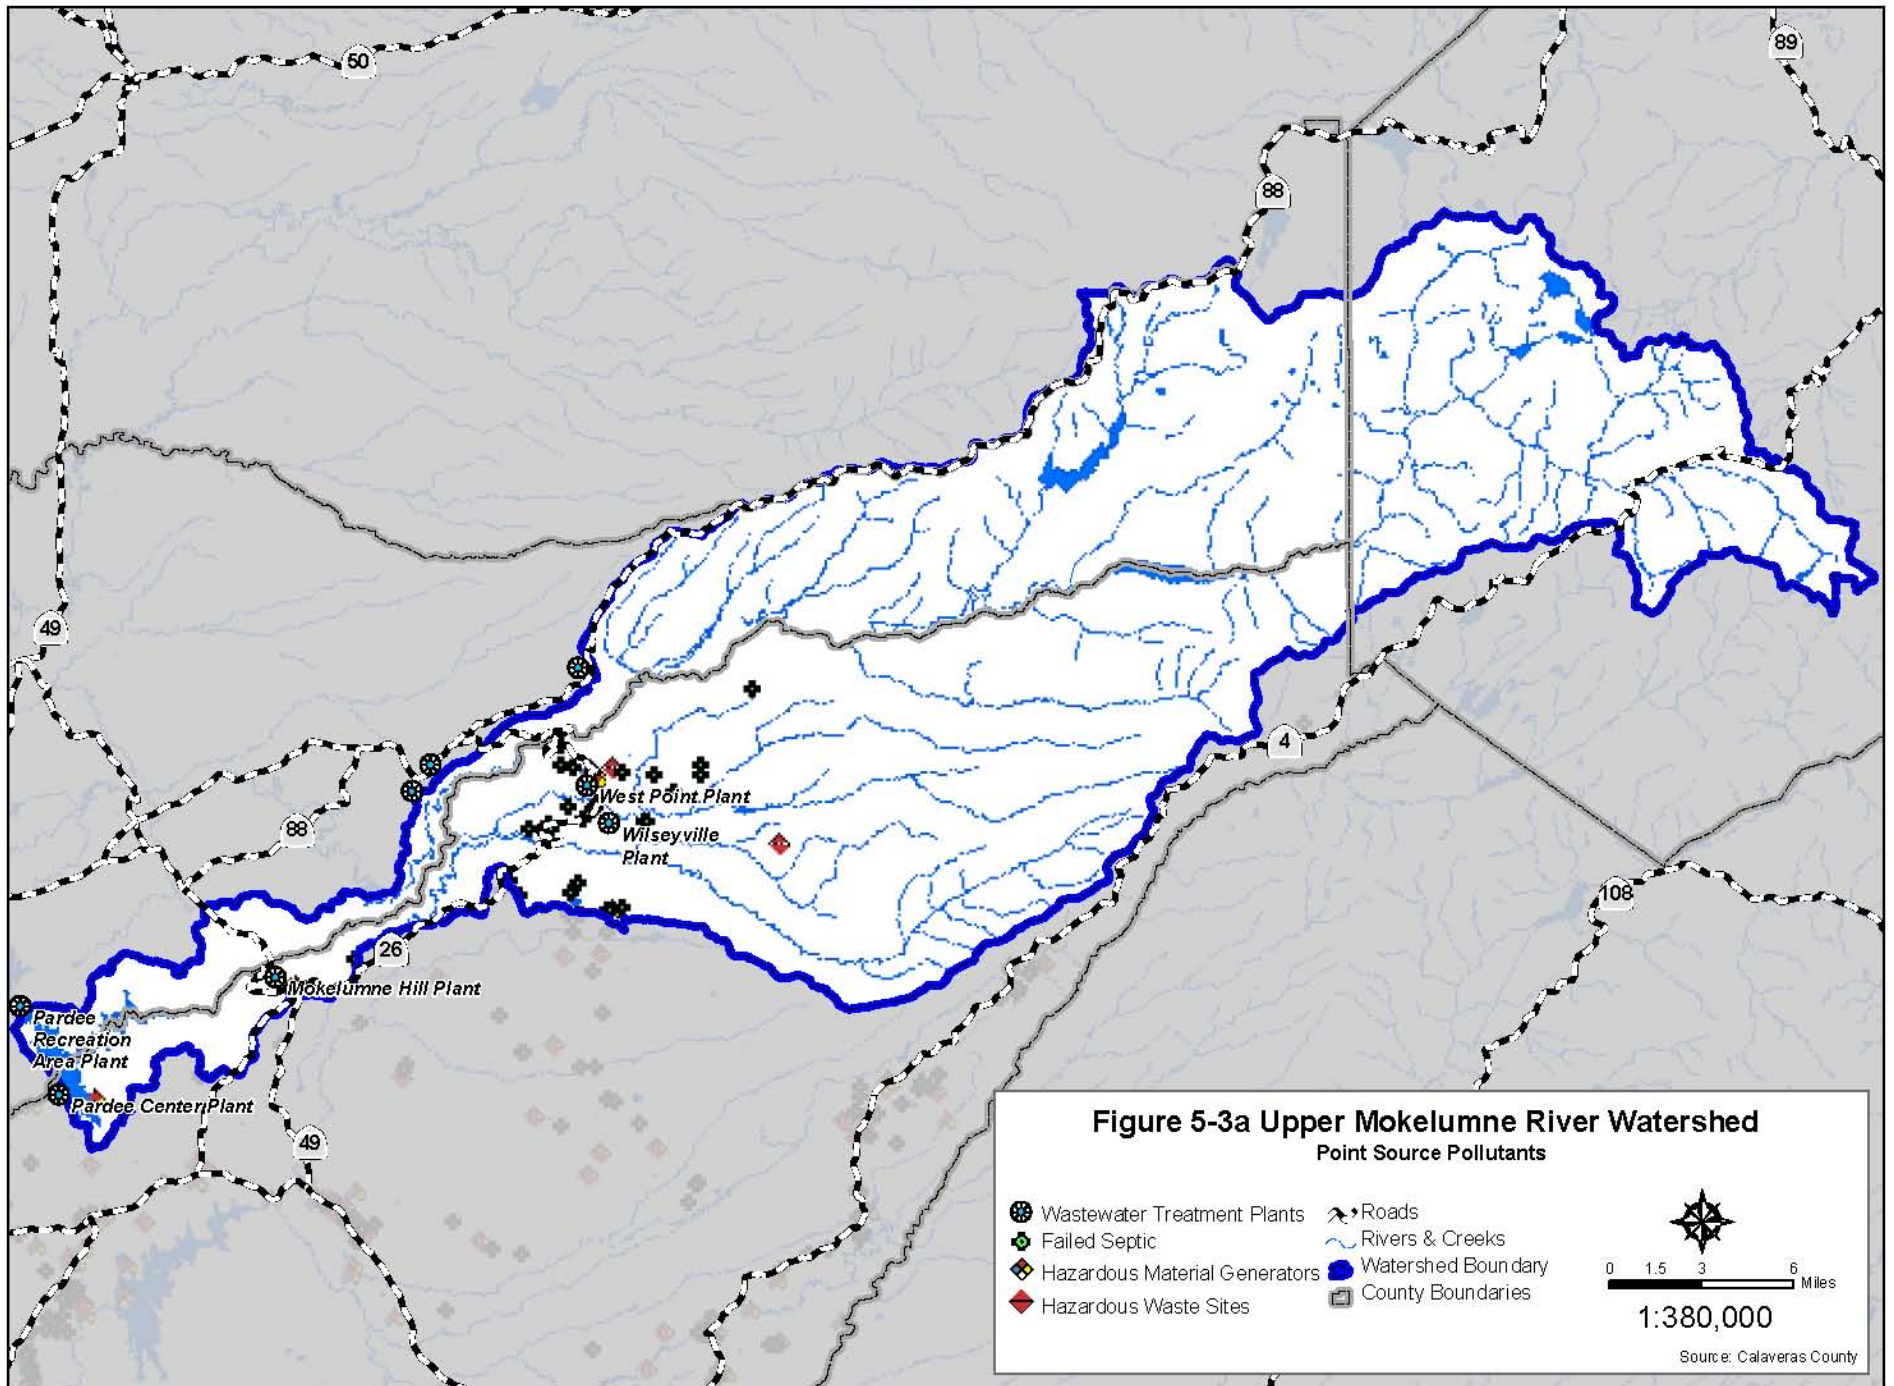 50
89
88
49
4
West Point Plant
Wilseyville
Plant
88
108
26
Mokelumne Hill Plant
Pardee
Recreation
Area Plant
Pardee Center Plant
49
Figure 5-3a Upper Mokelumne River Watershed
Point Source Pollutants
Wastewater Treatment Plants
Failed Septic
Hazardous Material Generators
Hazardous Waste Sites
Roads
Rivers & Creeks
Watershed Boundary
County Boundaries
0 1.5 3 6
Miles
1:380,000
Source: Calaveras County